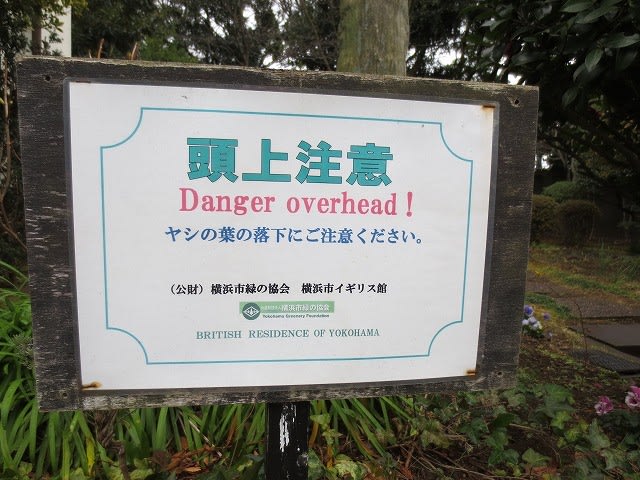 頭上注意
Danger overhead!
ヤシの葉の落下にご注意ください。
(公財)横浜市緑の協会 横浜市イギリス館
横浜市緑の協会
Yokohama Greenery Foundation
BRITISH RESIDENCE OF YOKOHAMA